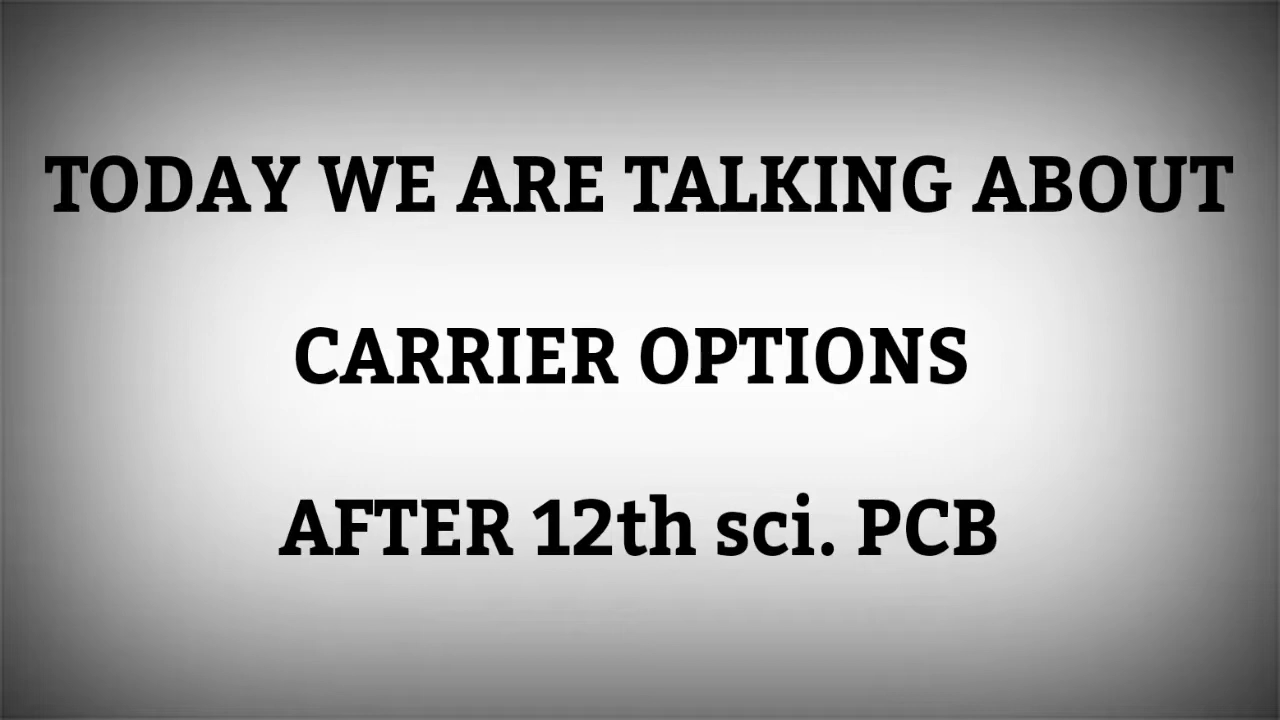 TODAY WE ARE TALKING ABOUT
CARRIER OPTIONS
AFTER 12th sci. PCB